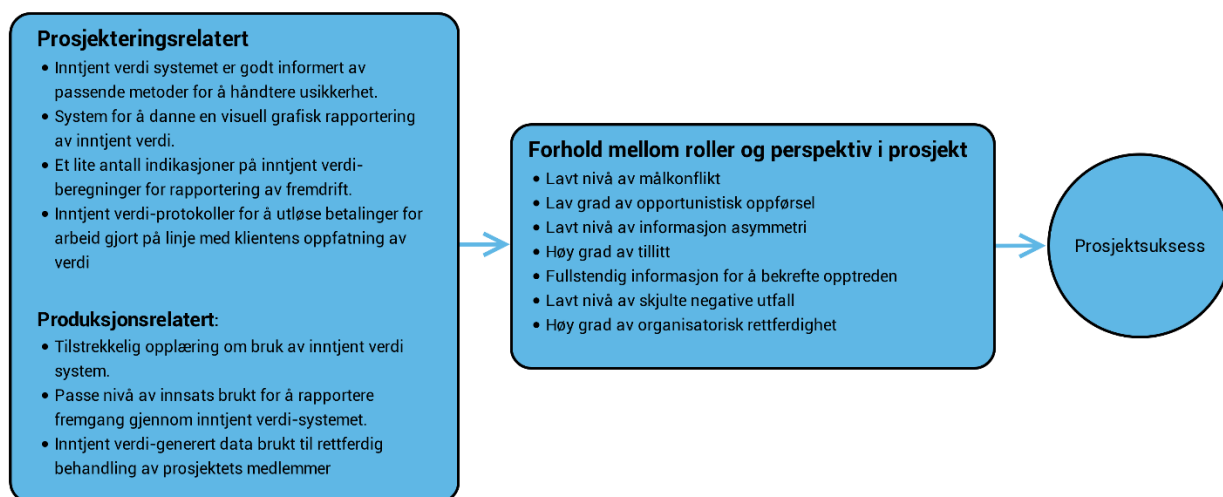 Prosjekteringsrelatert
• Inntjent verdi systemet er godt informert av
passende metoder for å håndtere usikkerhet.
• System for å danne en visuell grafisk rapportering
av inntjent verdi.
• Et lite antall indikasjoner på inntjent verdi-
beregninger for rapportering av fremdrift.
• Inntjent verdi-protokoller for å utløse betalinger for
arbeid gjort på linje med klientens oppfatning av
verdi
Produksjonsrelatert:
• Tilstrekkelig opplæring om bruk av inntjent verdi
system.
• Passe nivå av innsats brukt for å rapportere
fremgang gjennom inntjent verdi-systemet.
• Inntjent verdi-generert data brukt til rettferdig
behandling av prosjektets medlemmer
Forhold mellom roller og perspektiv i prosjekt
• Lavt nivå av målkonflikt
• Lav grad av opportunistisk oppførsel
• Lavt nivå av informasjon asymmetri
• Høy grad av tillitt
• Fullstendig informasjon for å bekrefte opptreden
• Lavt nivå av skjulte negative utfall
• Høy grad av organisatorisk rettferdighet
Prosjektsuksess